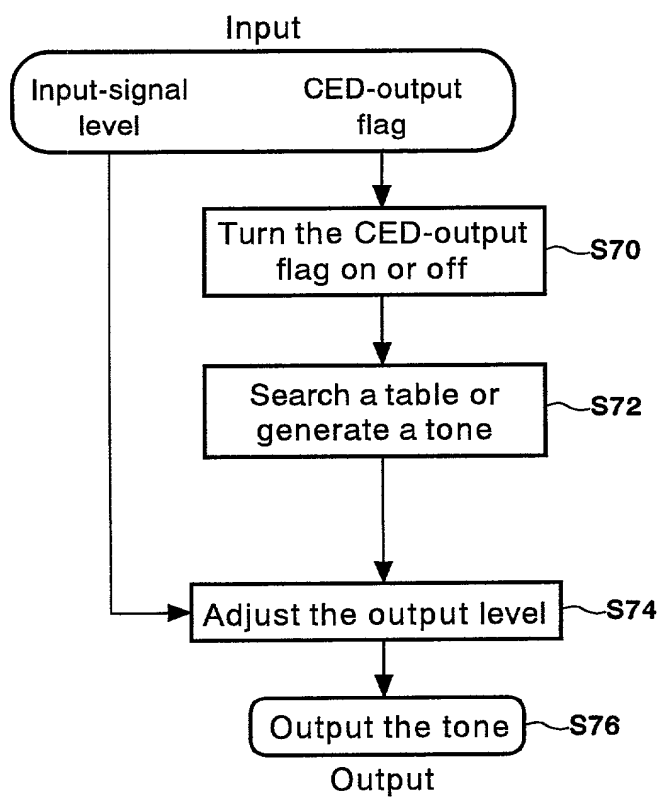 Input
Input-signal level
CED-output flag
Turn the CED-output
flag on or off
S70
Search a table or
generate a tone
S72
Adjust the output level
S74
Output the tone
S76
Output